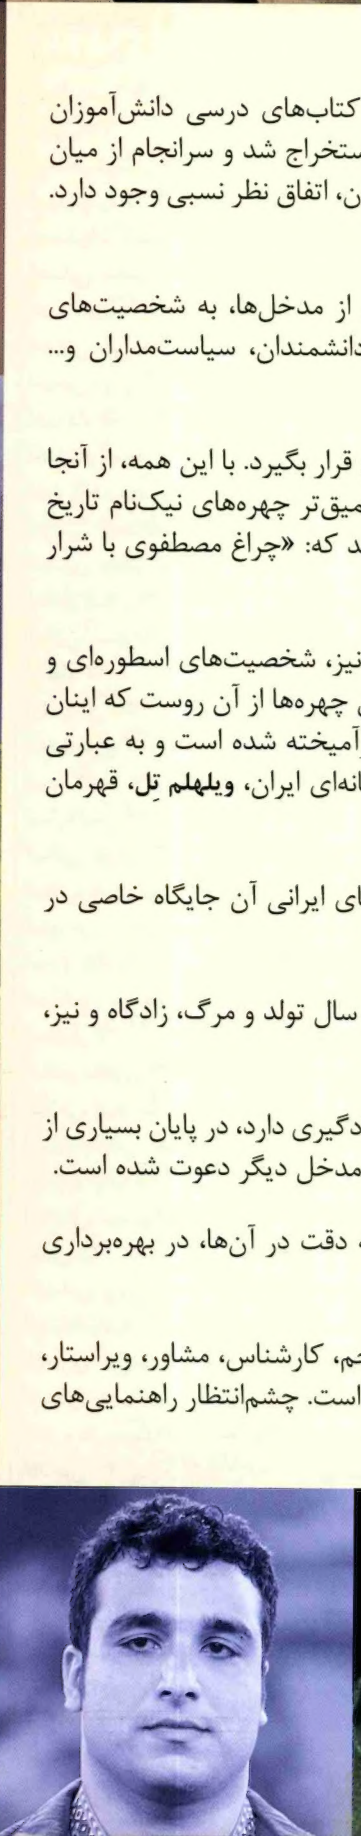 کتاب‌های درسی دانش‌آموزان
ستخراج شد و سرانجام از میان
ن، اتفاق نظر نسبی وجود دارد.
از مدخل‌ها، به شخصیت‌های
دانشمندان، سیاست‌مداران و...
قرار بگیرد. با این همه، از آنجا
میق‌تر چهره‌های نیک‌نام تاریخ
د که: «چراغ مصطفوی با شرار
نیز، شخصیت‌های اسطوره‌ای و
چهره‌ها از آن روست که اینان
آمیخته شده است و به عبارتی
انه‌ای ایران، ویلهلم تِل، قهرمان
ای ایرانی آن جایگاه خاصی در
سال تولد و مرگ، زادگاه و نیز،
دگیری دارد، در پایان بسیاری از
مدخل دیگر دعوت شده است.
دقت در آن‌ها، در بهره‌برداری
جم، کارشناس، مشاور، ویراستار،
است. چشم‌انتظار راهنمایی‌های